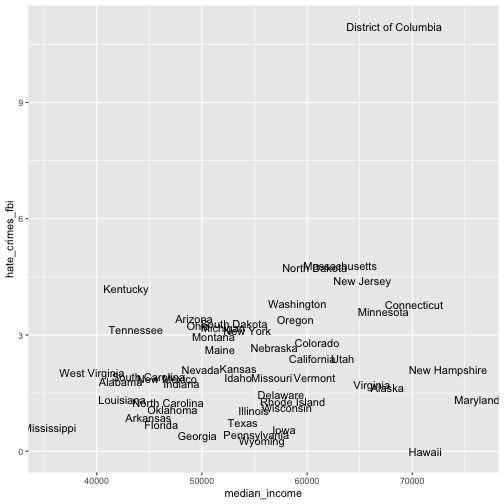 District of Columbia
9
6
hate_crimes_fbi
Massachusetts
North Dakota
New Jersey
Kentucky
Washington
Connecticut
Minnesota
Arizona
Oregon
South Dakota
Ohio
Michigan
New York
Tennessee
3
Montana
Colorado
Nebraska
Maine
California
Utah
Nevada
Kansas
New Hampshire
West Virginia
South Carolina
New Mexico
Idaho
Missouri
Vermont
Alabama
Indiana
Virginia
Alaska
Delaware
Louisiana
North Carolina
Rhode Island
Maryland
Oklahoma
Illinois
Wisconsin
Arkansas
Florida
Texas
Mississippi
Iowa
Georgia
Pennsylvania
Wyoming
0
Hawaii
40000 50000 60000 70000
median_income